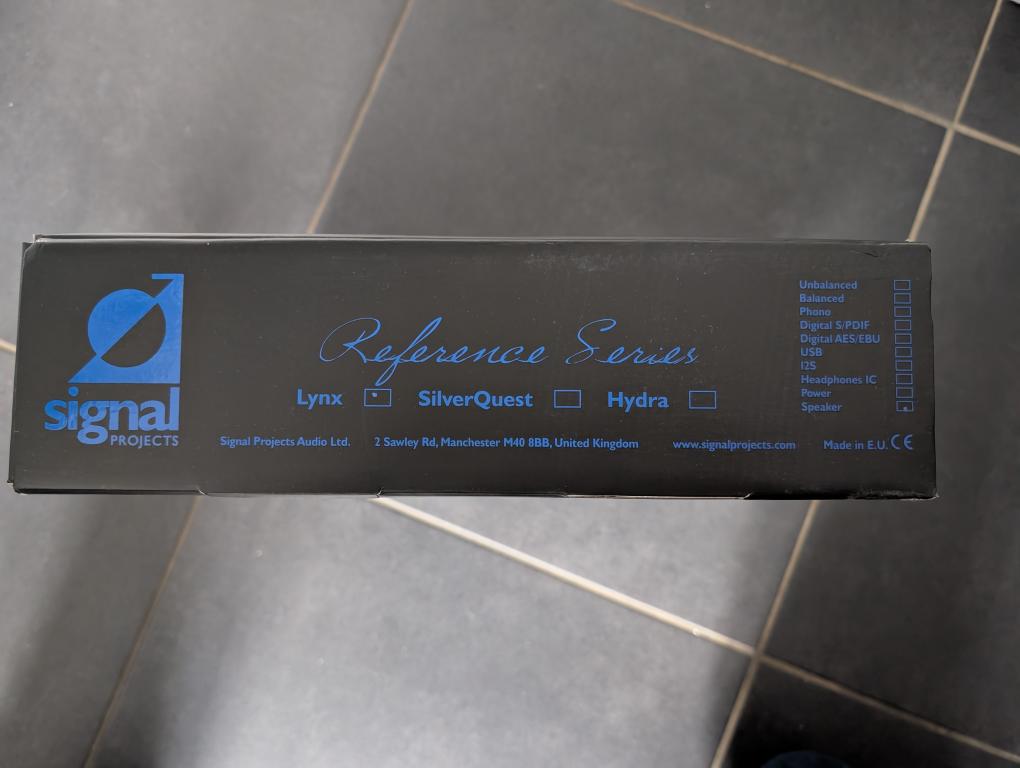 signal
PROJECTS
Reference Series
Lynx SilverQuest Hydra
Signal Projects Audio Ltd. 2 Sawley Rd, Manchester M40 8BB, United Kingdom www.signalprojects.com Made in E.U. CE
Unbalanced
Balanced
Phono
Digital S/PDIF
Digital AES/EBU
USB
I2S
Headphones IC
Power
Speaker